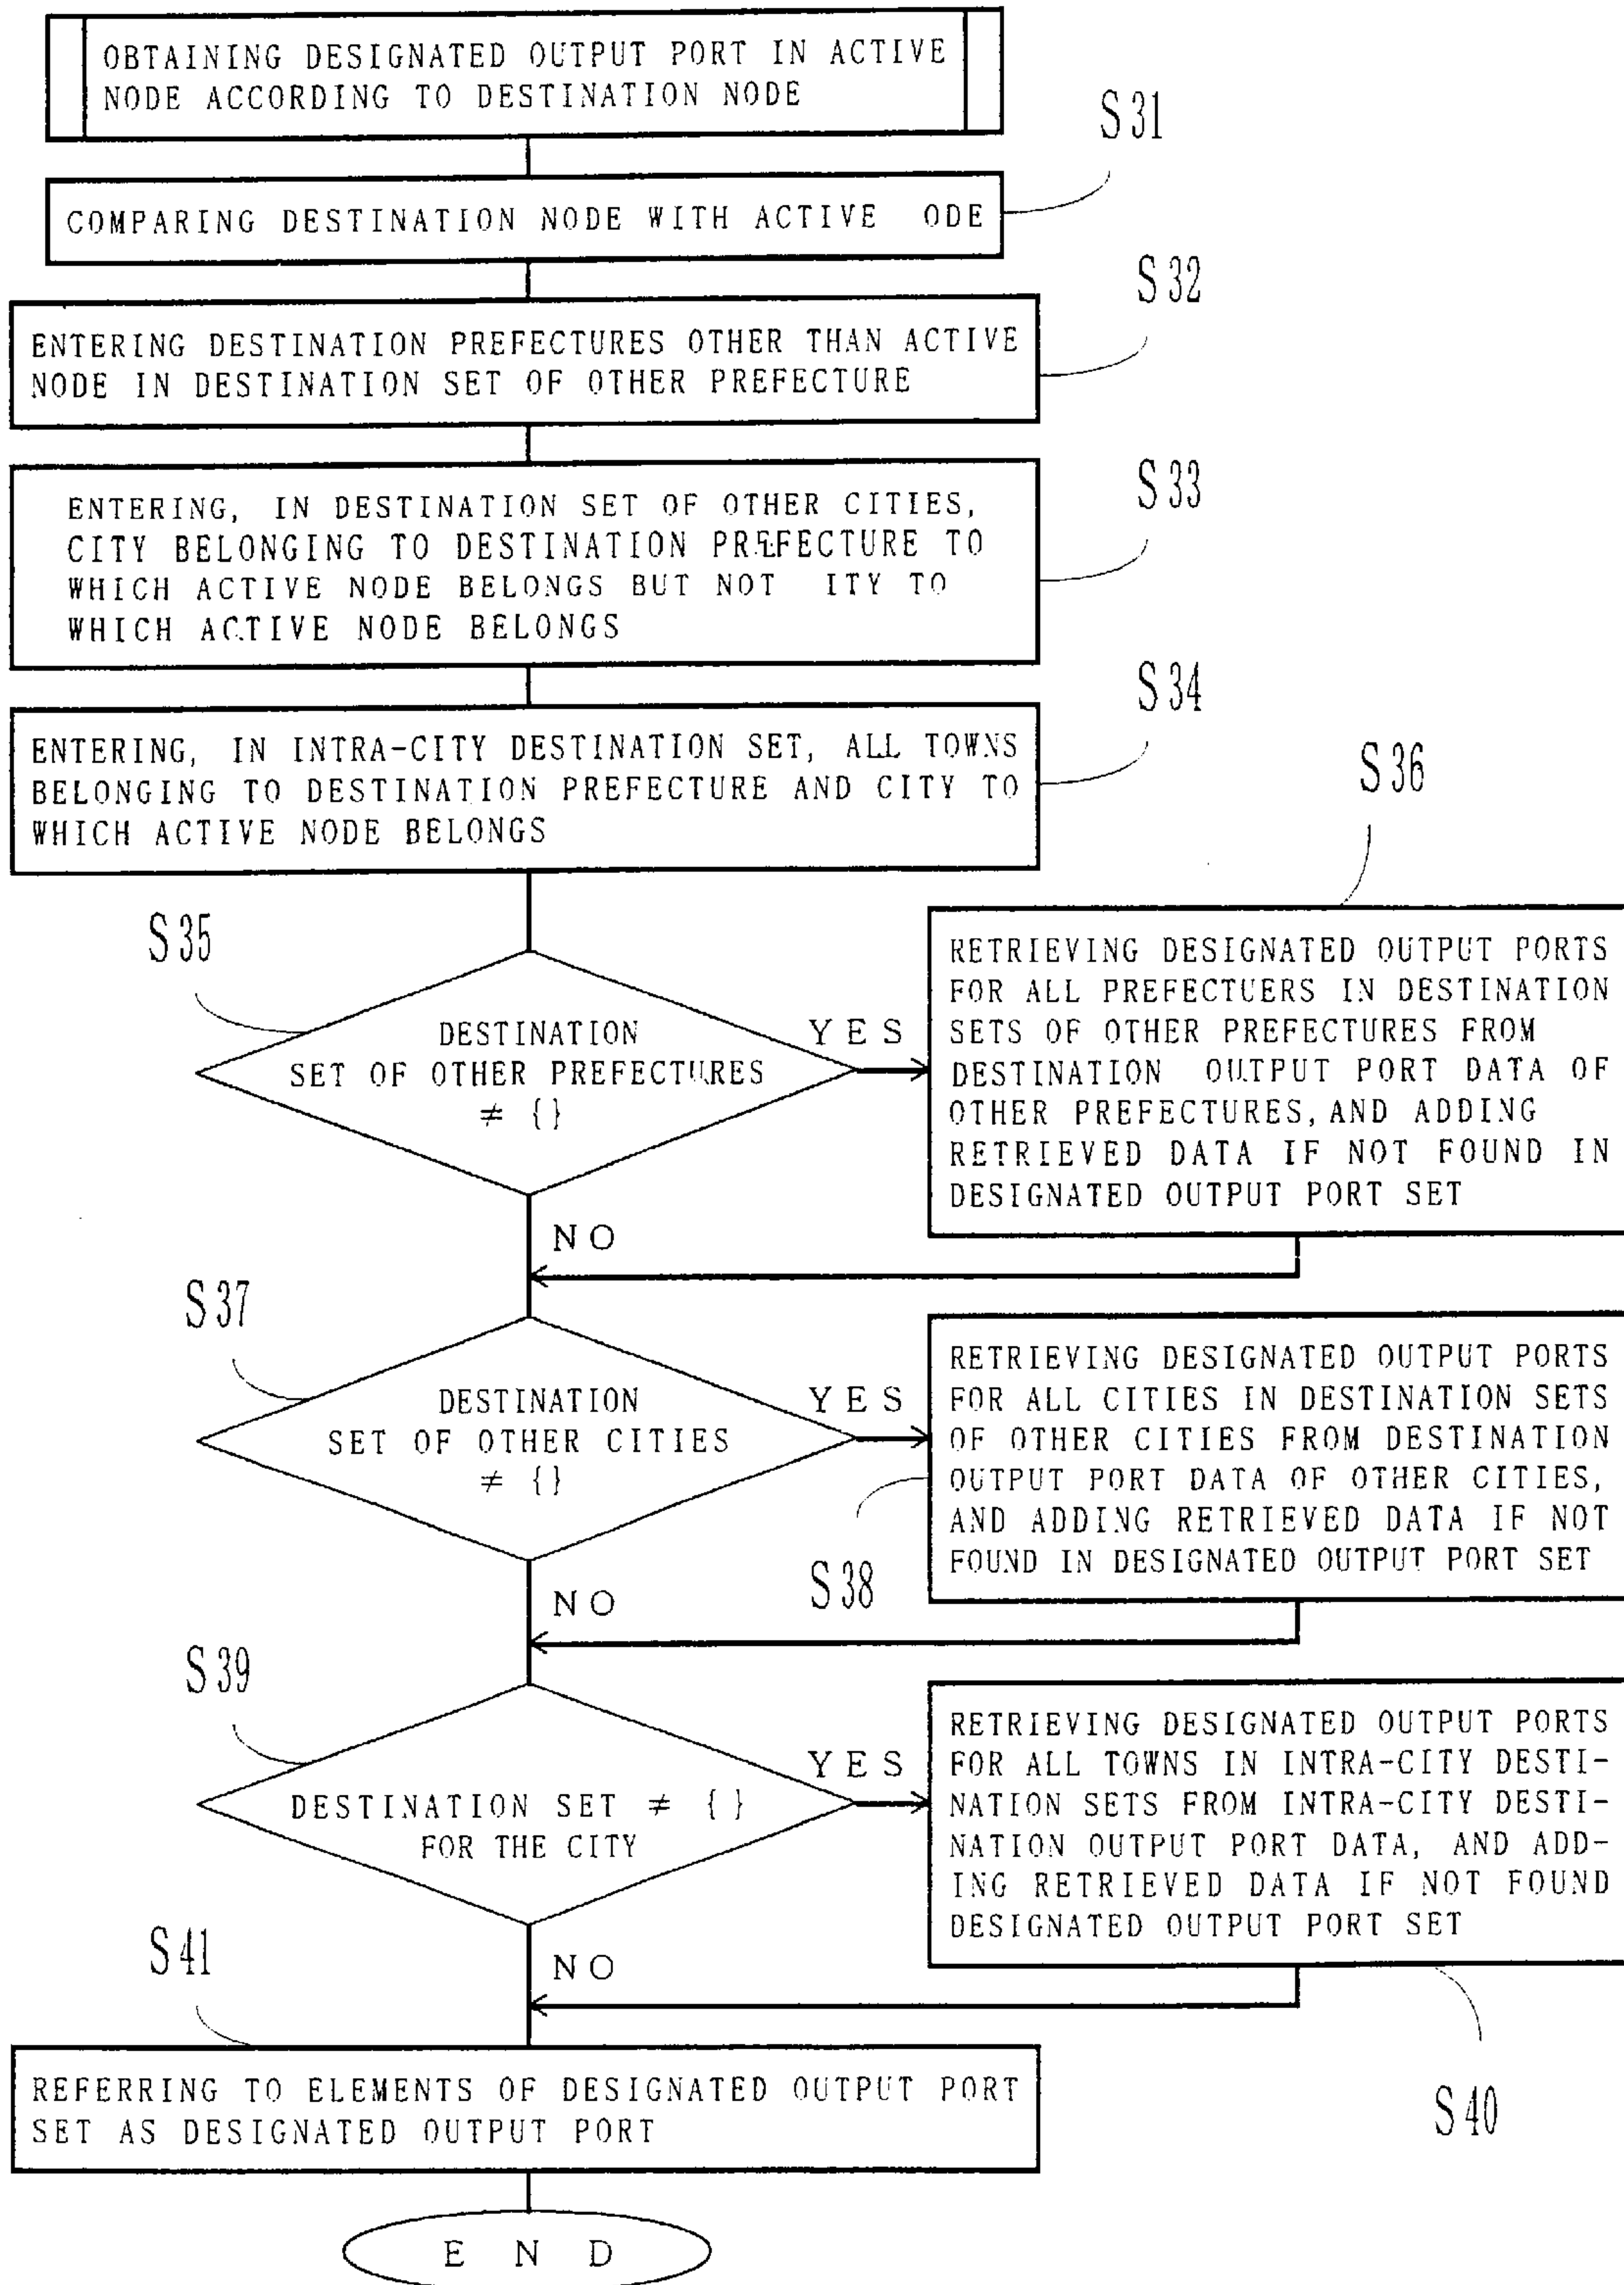 OBTAINING DESIGNATED OUTPUT PORT IN ACTIVE
NODE ACCORDING TO DESTINATION NODE
S31
COMPARING DESTINATION NODE WITH ACTIVE ODE
S32
ENTERING DESTINATION PREFECTURES OTHER THAN ACTIVE
NODE IN DESTINATION SET OF OTHER PREFECTURE
S33
ENTERING, IN DESTINATION SET OF OTHER CITIES,
CITY BELONGING TO DESTINATION PREFECTURE TO
WHICH ACTIVE NODE BELONGS BUT NOT ITY TO
WHICH ACTIVE NODE BELONGS
S34
ENTERING, IN INTRA-CITY DESTINATION SET, ALL TOWNS
BELONGING TO DESTINATION PREFECTURE AND CITY TO
WHICH ACTIVE NODE BELONGS
S35
DESTINATION
SET OF OTHER PREFECTURES
≠ {}
YES
S36
RETRIEVING DESIGNATED OUTPUT PORTS
FOR ALL PREFECTUERS IN DESTINATION
SETS OF OTHER PREFECTURES FROM
DESTINATION OUTPUT PORT DATA OF
OTHER PREFECTURES, AND ADDING
RETRIEVED DATA IF NOT FOUND IN
DESIGNATED OUTPUT PORT SET
NO
S37
DESTINATION
SET OF OTHER CITIES
≠ {}
YES
RETRIEVING DESIGNATED OUTPUT PORTS
FOR ALL CITIES IN DESTINATION SETS
OF OTHER CITIES FROM DESTINATION
OUTPUT PORT DATA OF OTHER CITIES,
AND ADDING RETRIEVED DATA IF NOT
FOUND IN DESIGNATED OUTPUT PORT SET
S38
NO
S39
DESTINATION SET ≠ { }
FOR THE CITY
YES
RETRIEVING DESIGNATED OUTPUT PORTS
FOR ALL TOWNS IN INTRA-CITY DESTI-
NATION SETS FROM INTRA-CITY DESTI-
NATION OUTPUT PORT DATA, AND ADD-
ING RETRIEVED DATA IF NOT FOUND
DESIGNATED OUTPUT PORT SET
S40
NO
S41
REFERRING TO ELEMENTS OF DESIGNATED OUTPUT PORT
SET AS DESIGNATED OUTPUT PORT
END